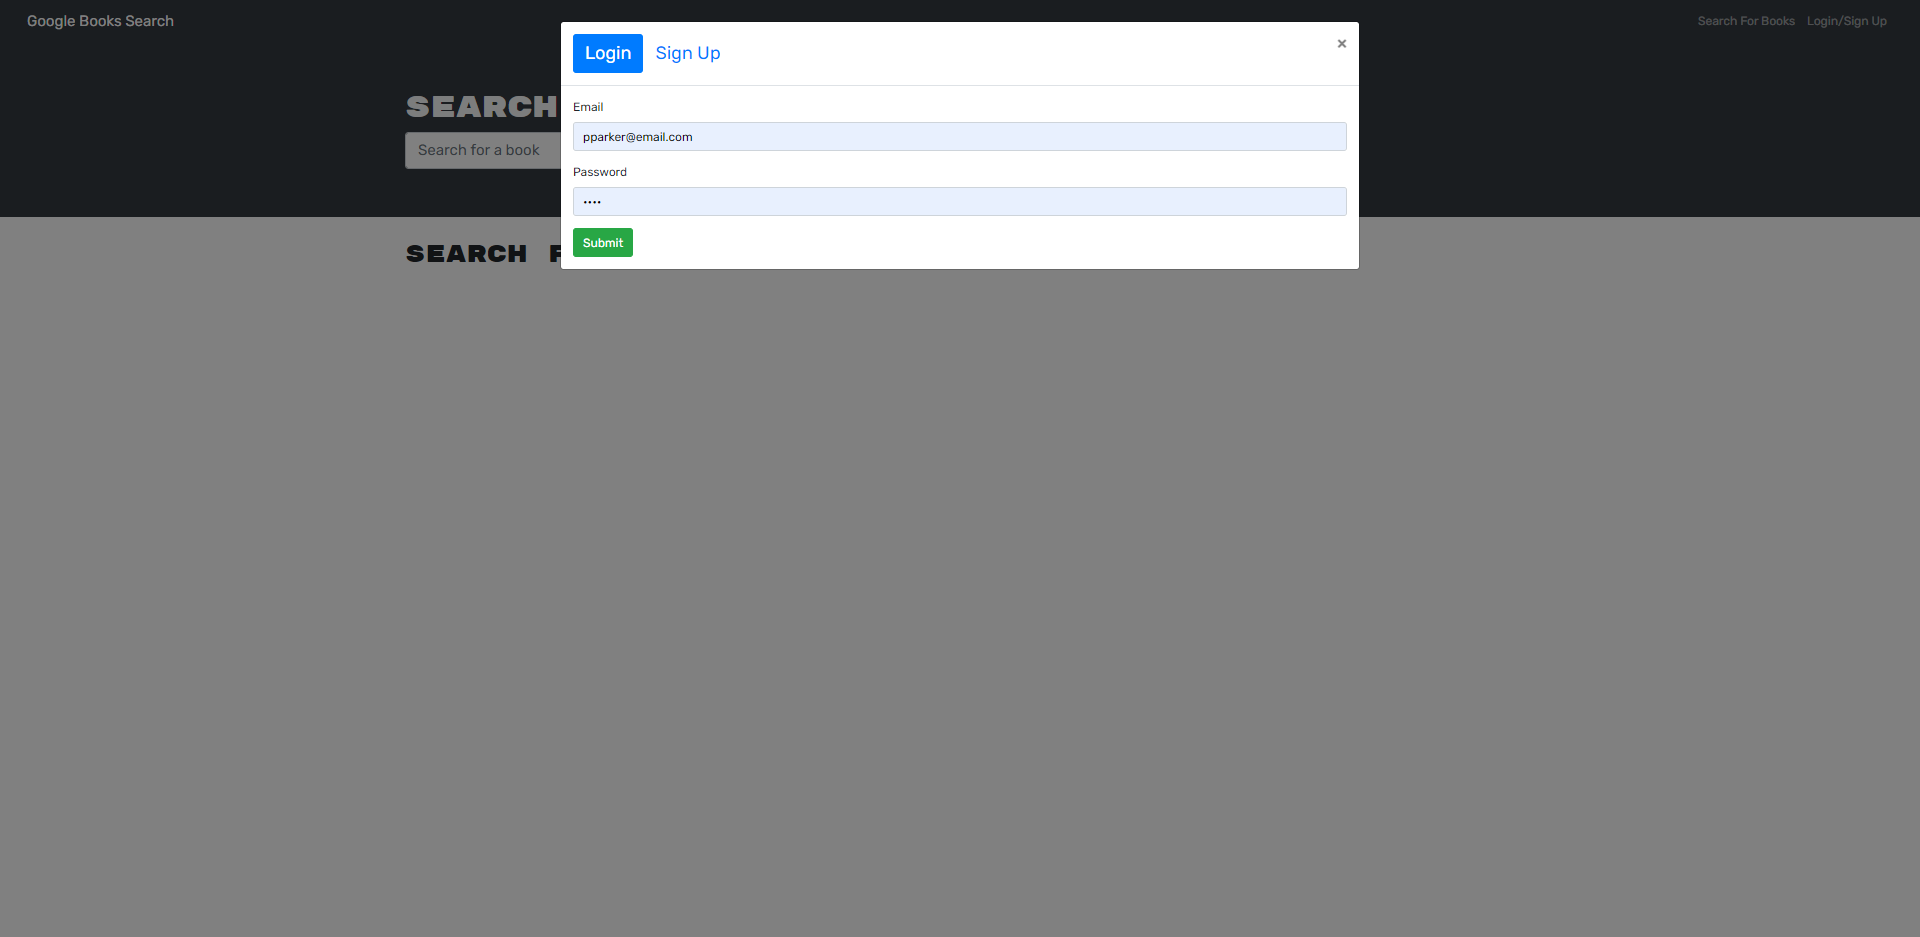 Google Books Search
Search For Books Login/Sign Up
Login Sign Up ×
SEARCH
Email
pparker@email.com
Search for a book
Password
••••
Submit
SEARCH